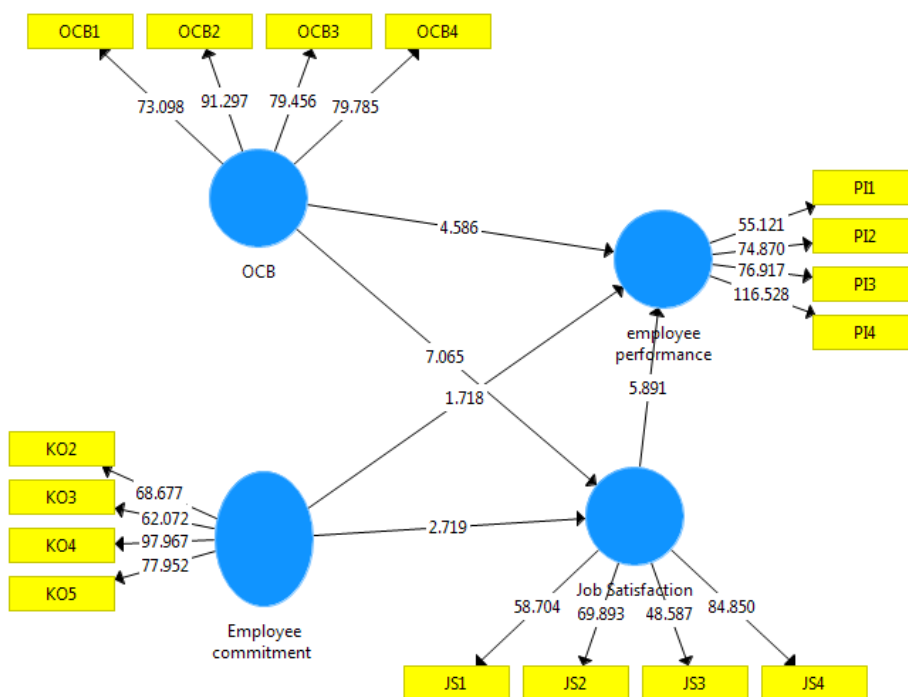 OCB1
OCB2
OCB3
OCB4
73.098
91.297
79.456
79.785
OCB
4.586
PI1
PI2
PI3
PI4
55.121
74.870
76.917
116.528
employee
performance
7.065
1.718
5.891
KO2
KO3
KO4
KO5
68.677
62.072
97.967
77.952
2.719
Employee
commitment
Job Satisfaction
58.704
69.893
48.587
84.850
JS1
JS2
JS3
JS4